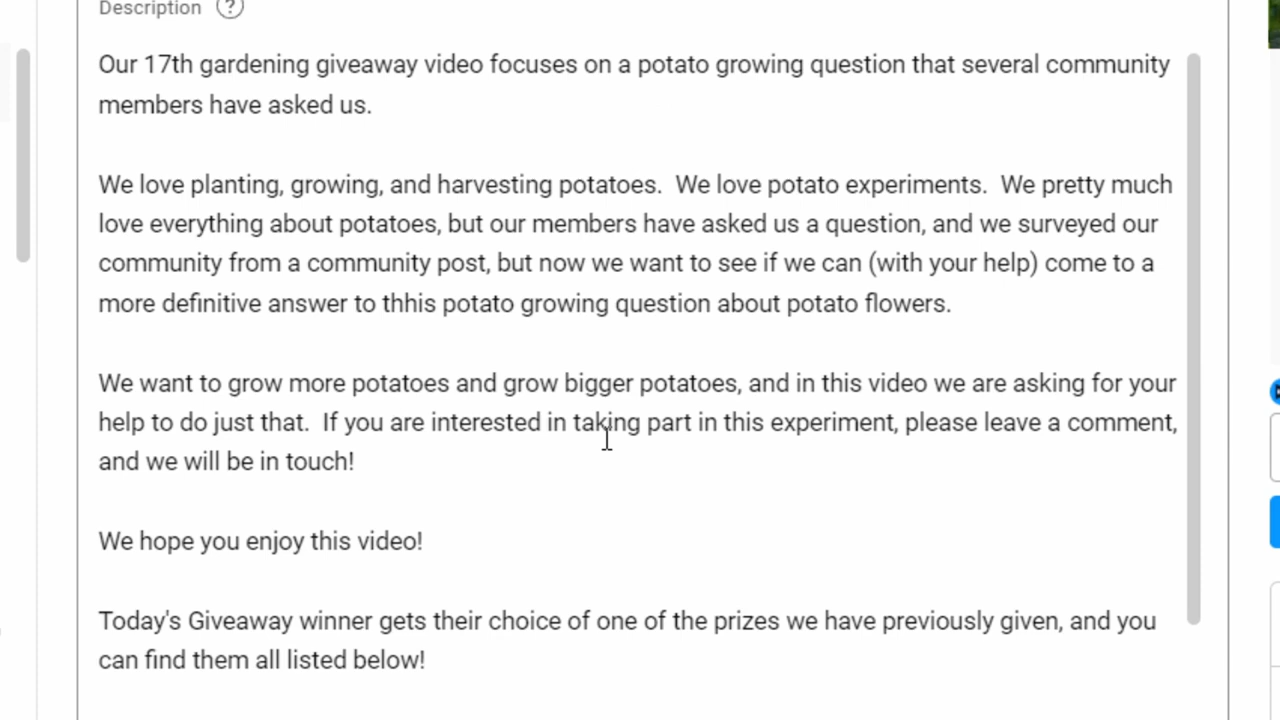 Description ?
Our 17th gardening giveaway video focuses on a potato growing question that several community
members have asked us.
We love planting, growing, and harvesting potatoes.  We love potato experiments.  We pretty much
love everything about potatoes, but our members have asked us a question, and we surveyed our
community from a community post, but now we want to see if we can (with your help) come to a
more definitive answer to thhis potato growing question about potato flowers.
We want to grow more potatoes and grow bigger potatoes, and in this video we are asking for your
help to do just that.  If you are interested in taking part in this experiment, please leave a comment,
and we will be in touch!
We hope you enjoy this video!
Today's Giveaway winner gets their choice of one of the prizes we have previously given, and you
can find them all listed below!